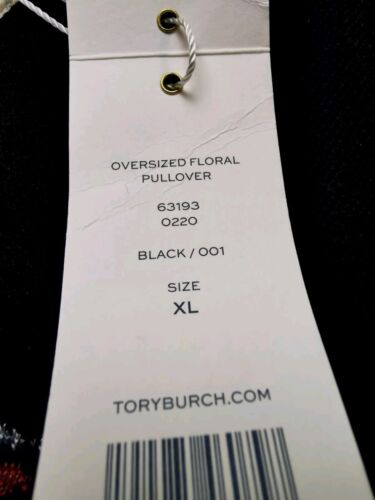 OVERSIZED FLORAL
PULLOVER
63193
0220
BLACK / 001
SIZE
XL
TORYBURCH.COM